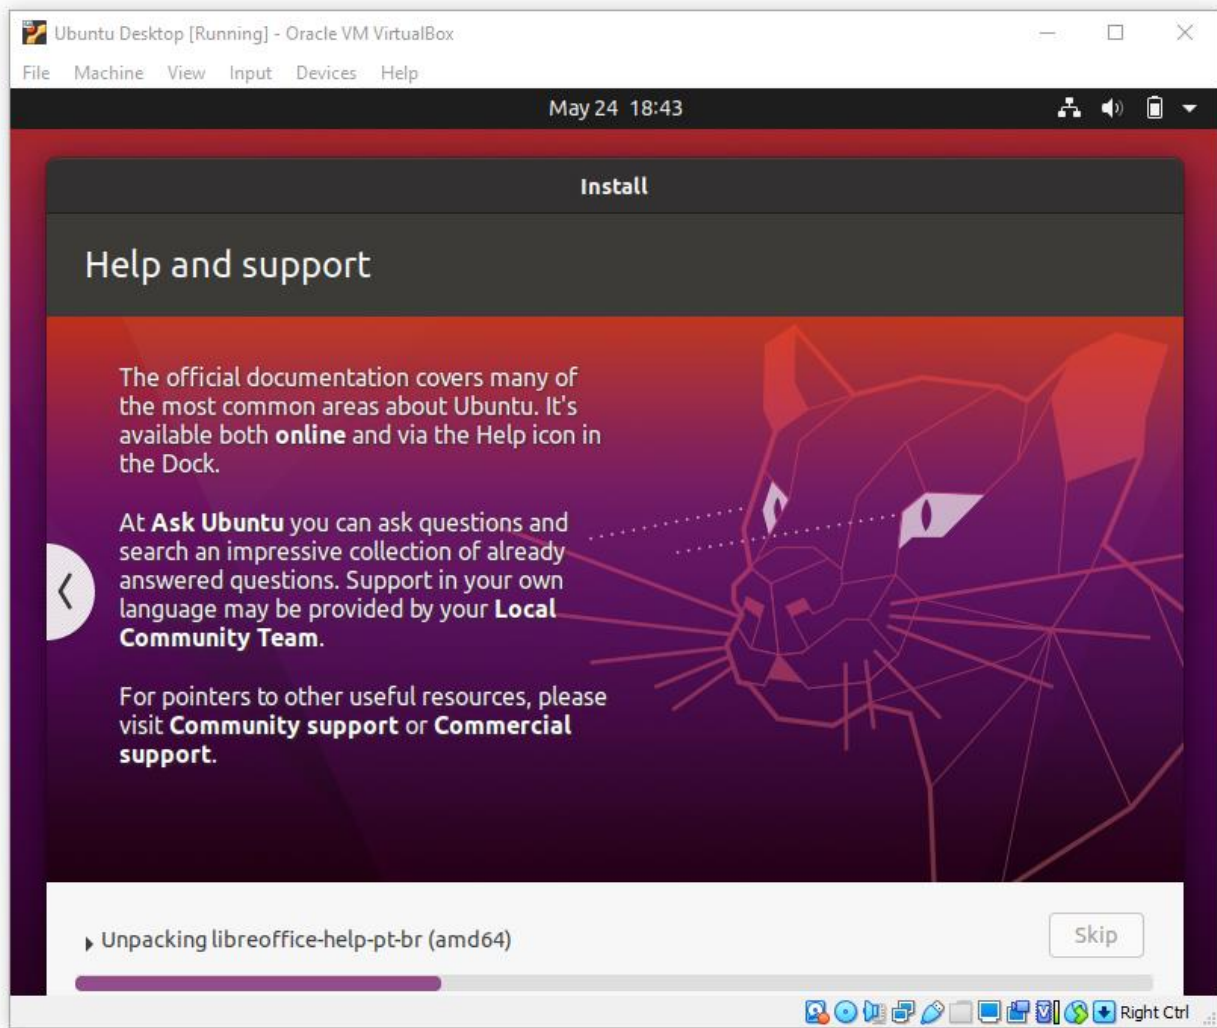 Ubuntu Desktop [Running] - Oracle VM VirtualBox
File Machine View Input Devices Help
May 24 18:43
Install
Help and support
The official documentation covers many of
the most common areas about Ubuntu. It's
available both online and via the Help icon in
the Dock.
At Ask Ubuntu you can ask questions and
search an impressive collection of already
answered questions. Support in your own
language may be provided by your Local
Community Team.
For pointers to other useful resources, please
visit Community support or Commercial
support.
Unpacking libreoffice-help-pt-br (amd64)
Skip
Right Ctrl